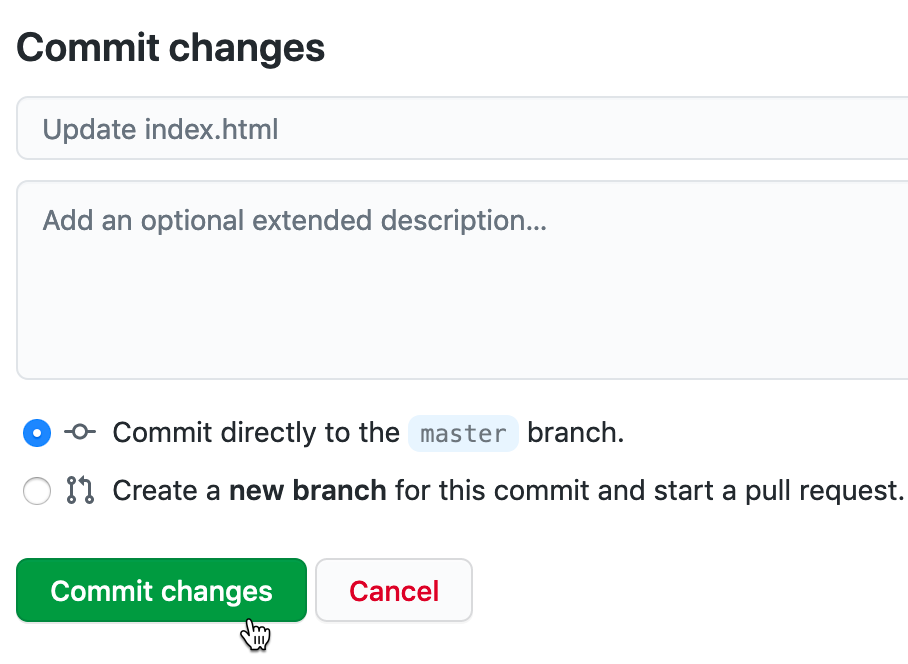 Commit changes
Update index.html
Add an optional extended description...
Commit directly to the master branch.
Create a new branch for this commit and start a pull request.
Commit changes Cancel